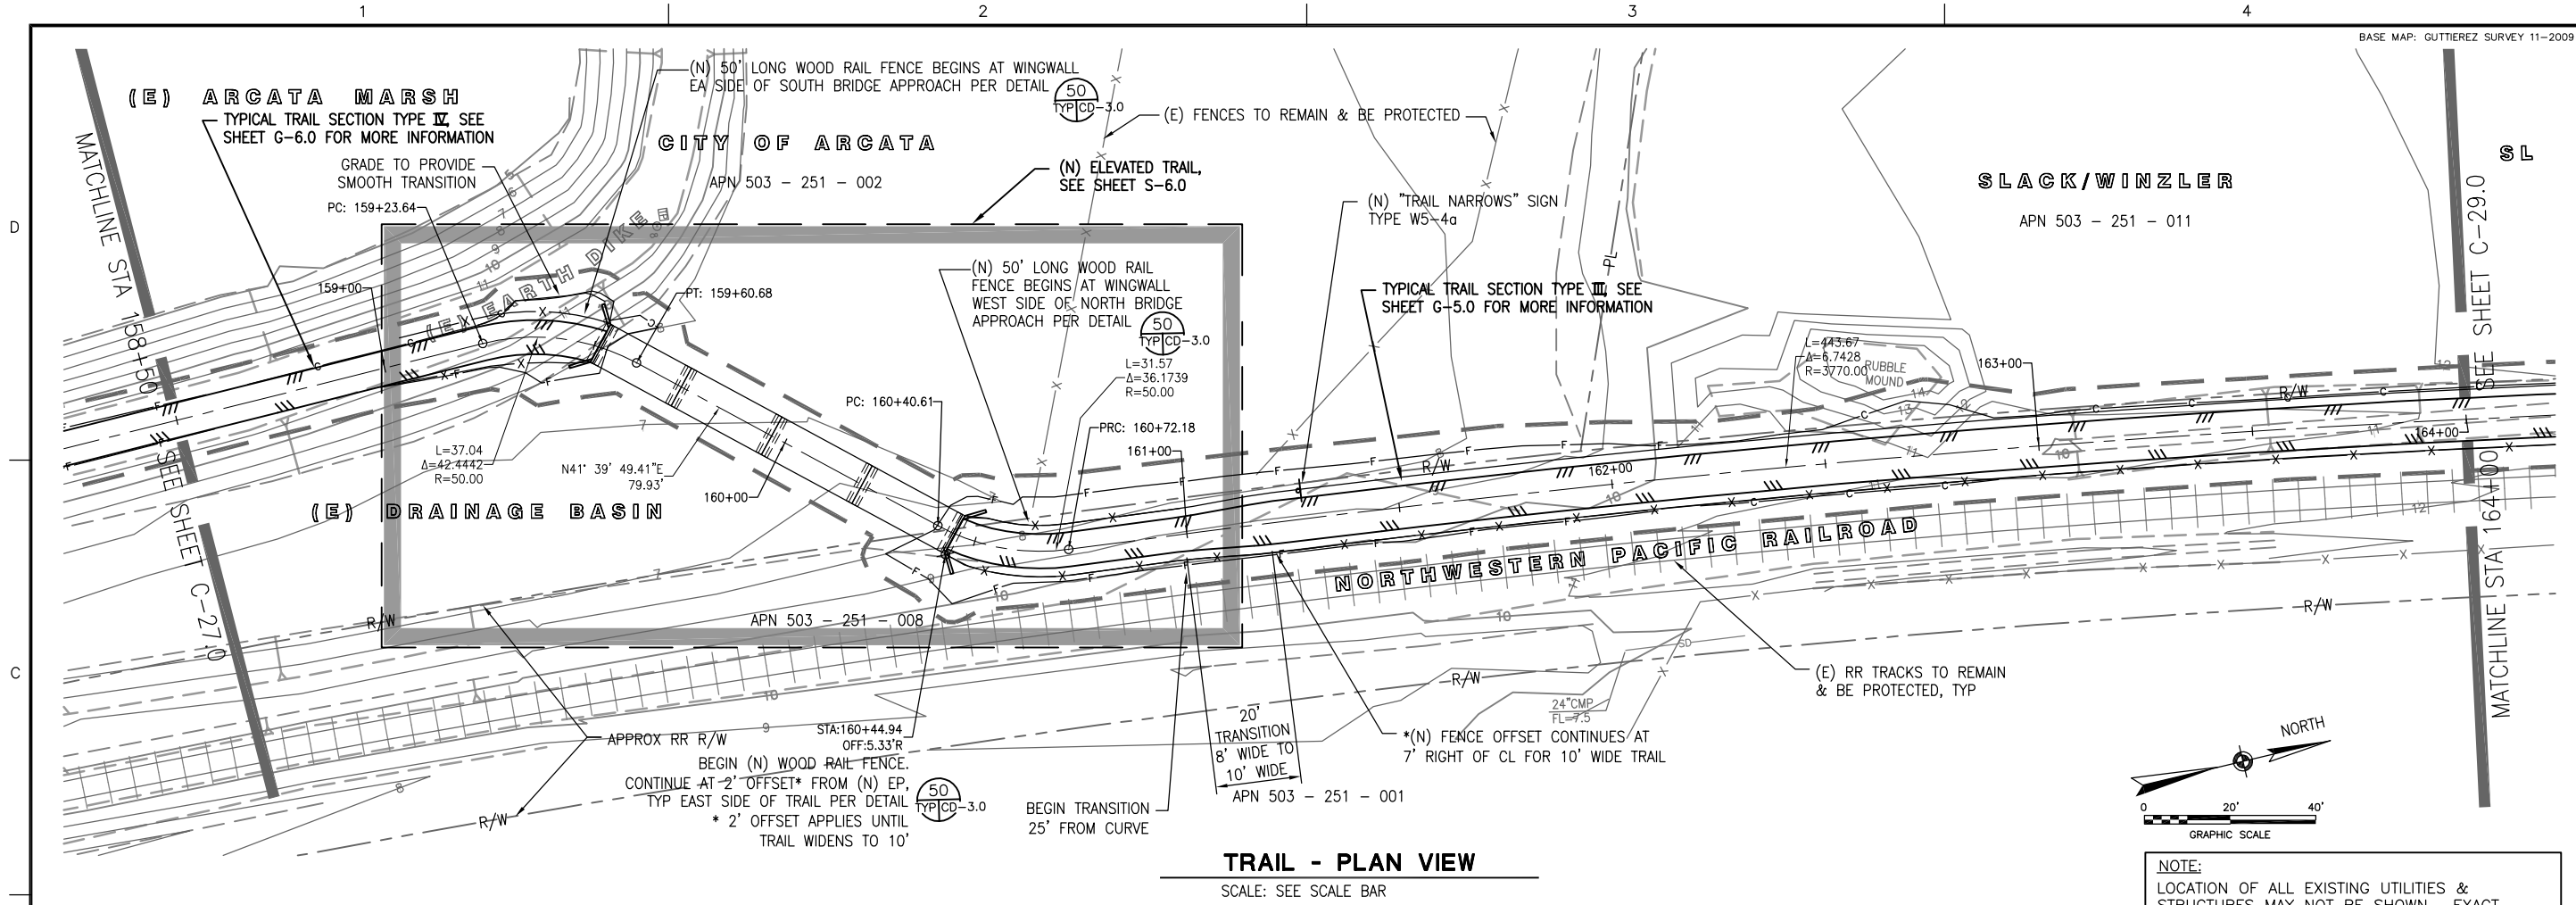 1
2
3
4
BASE MAP: GUTTIEREZ SURVEY 11-2009
D
C
(E) ARCATA MARSH
TYPICAL TRAIL SECTION TYPE IV, SEE
SHEET G-6.0 FOR MORE INFORMATION
GRADE TO PROVIDE
SMOOTH TRANSITION
PC: 159+23.64
MATCHLINE STA 158+50
SEE SHEET C-27.0
159+00
(E) EARTH DIKE
(N) 50' LONG WOOD RAIL FENCE BEGINS AT WINGWALL
EA SIDE OF SOUTH BRIDGE APPROACH PER DETAIL
50
TYP CD-3.0
CITY OF ARCATA
APN 503 - 251 - 002
(E) FENCES TO REMAIN & BE PROTECTED
(N) ELEVATED TRAIL,
SEE SHEET S-6.0
PT: 159+60.68
(N) 50' LONG WOOD RAIL
FENCE BEGINS AT WINGWALL
WEST SIDE OF NORTH BRIDGE
APPROACH PER DETAIL
50
TYP CD-3.0
L=31.57
Δ=36.1739
R=50.00
PC: 160+40.61
PRC: 160+72.18
161+00
L=37.04
Δ=42.4442
R=50.00
N41° 39' 49.41"E
79.93'
160+00
(E) DRAINAGE BASIN
(N) "TRAIL NARROWS" SIGN
TYPE W5-4a
TYPICAL TRAIL SECTION TYPE III, SEE
SHEET G-5.0 FOR MORE INFORMATION
PL
SLACK/WINZLER
APN 503 - 251 - 011
SL
L=443.67
Δ=6.7428
R=3770.00
RUBBLE
MOUND
163+00
R/W
R/W
162+00
164+00
SEE SHEET C-29.0
MATCHLINE STA 164+00
NORTHWESTERN PACIFIC RAILROAD
R/W
APN 503 - 251 - 008
R/W
R/W
R/W
APPROX RR R/W
STA:160+44.94
OFF:5.33'R
BEGIN (N) WOOD RAIL FENCE.
CONTINUE AT 2' OFFSET* FROM (N) EP,
TYP EAST SIDE OF TRAIL PER DETAIL
* 2' OFFSET APPLIES UNTIL
TRAIL WIDENS TO 10'
50
TYP CD-3.0
BEGIN TRANSITION
25' FROM CURVE
20'
TRANSITION
8' WIDE TO
10' WIDE
APN 503 - 251 - 001
*(N) FENCE OFFSET CONTINUES AT
7' RIGHT OF CL FOR 10' WIDE TRAIL
24"CMP
FL=7.5
SD
(E) RR TRACKS TO REMAIN
& BE PROTECTED, TYP
NORTH
0 20' 40'
GRAPHIC SCALE
TRAIL - PLAN VIEW
SCALE: SEE SCALE BAR
NOTE:
LOCATION OF ALL EXISTING UTILITIES &
STRUCTURES MAY NOT BE SHOWN. EXACT